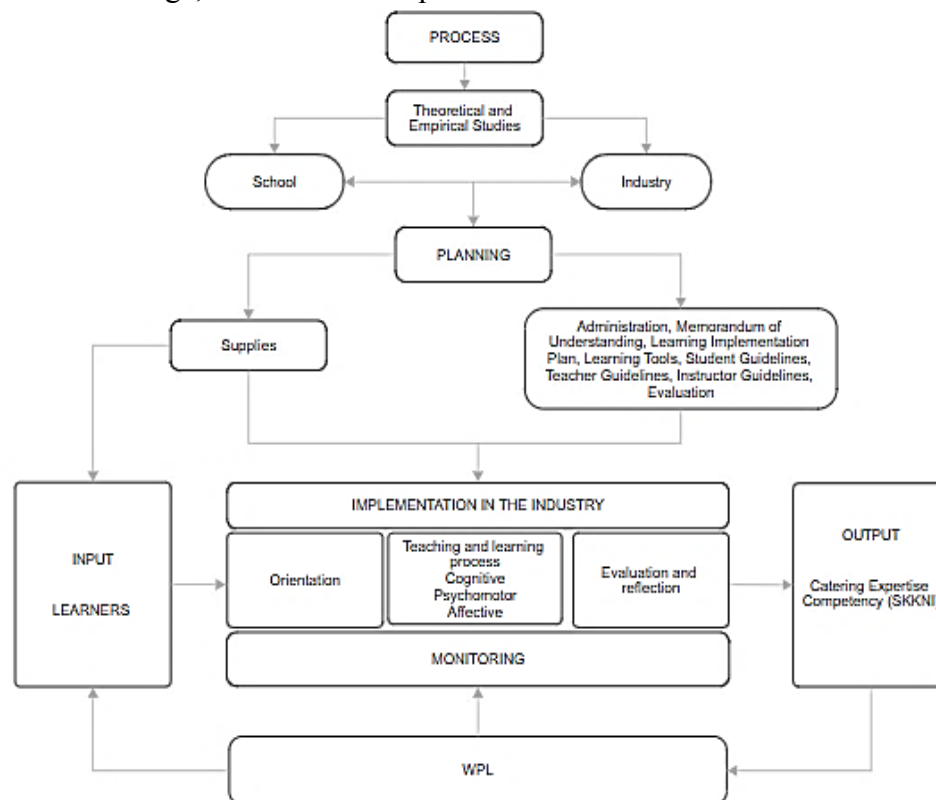 PROCESS
Theoretical and
Empirical Studies
School
Industry
PLANNING
Supplies
Administration, Memorandum of
Understanding, Learning Implementation
Plan, Learning Tools, Student Guidelines,
Teacher Guidelines, Instructor Guidelines,
Evaluation
INPUT
LEARNERS
IMPLEMENTATION IN THE INDUSTRY
Orientation
Teaching and learning
process
Cognitive
Psychomotor
Affective
Evaluation and
reflection
MONITORING
OUTPUT
Catering Expertise
Competency (SKKNI)
WPL